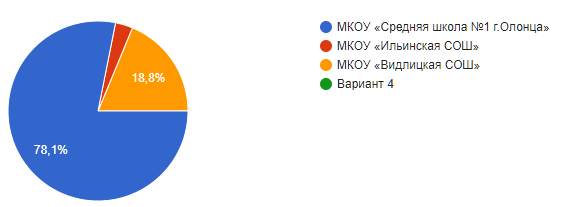 МКОУ «Средняя школа №1 г.Олонца»
МКОУ «Ильинская СОШ»
МКОУ «Видлицкая СОШ»
Вариант 4
18,8%
78,1%